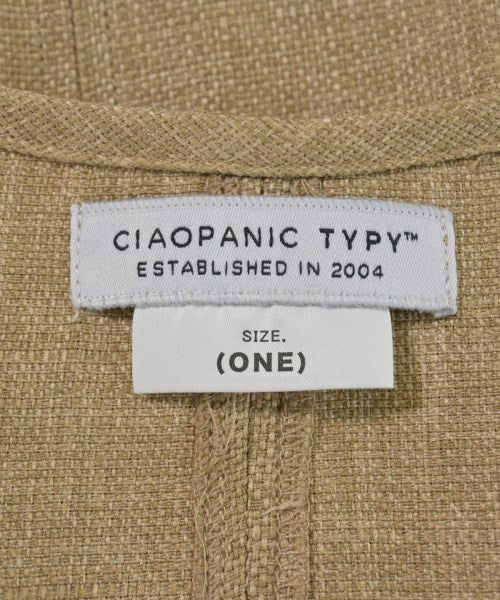 CIAOPANIC TYPY™
ESTABLISHED IN 2004
SIZE.
(ONE)